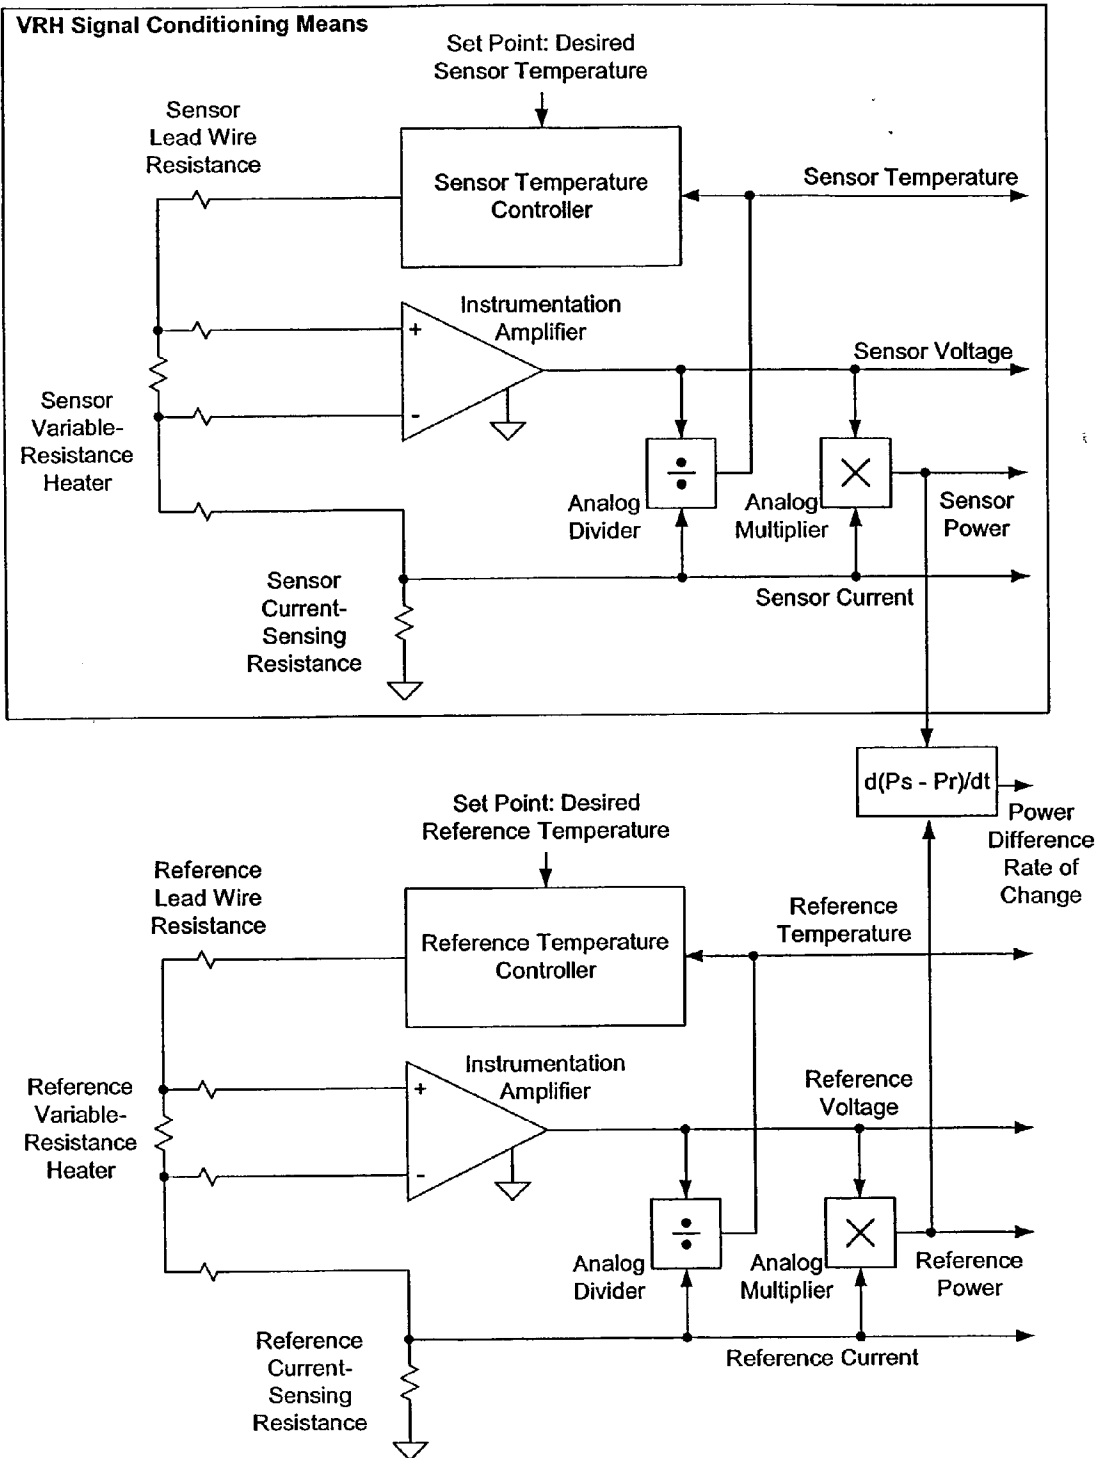 VRH Signal Conditioning Means
Set Point: Desired
Sensor Temperature
Sensor
Lead Wire
Resistance
Sensor Temperature
Controller
Sensor Temperature
Instrumentation
Amplifier
+
-
Sensor Voltage
Sensor
Variable-
Resistance
Heater
÷
×
Analog
Divider
Analog
Multiplier
Sensor
Power
Sensor
Current-
Sensing
Resistance
Sensor Current
d(Ps - Pr)/dt
Power
Difference
Rate of
Change
Set Point: Desired
Reference Temperature
Reference
Lead Wire
Resistance
Reference Temperature
Controller
Reference
Temperature
Instrumentation
Amplifier
+
-
Reference
Voltage
Reference
Variable-
Resistance
Heater
÷
×
Analog
Divider
Analog
Multiplier
Reference
Power
Reference
Current-
Sensing
Resistance
Reference Current